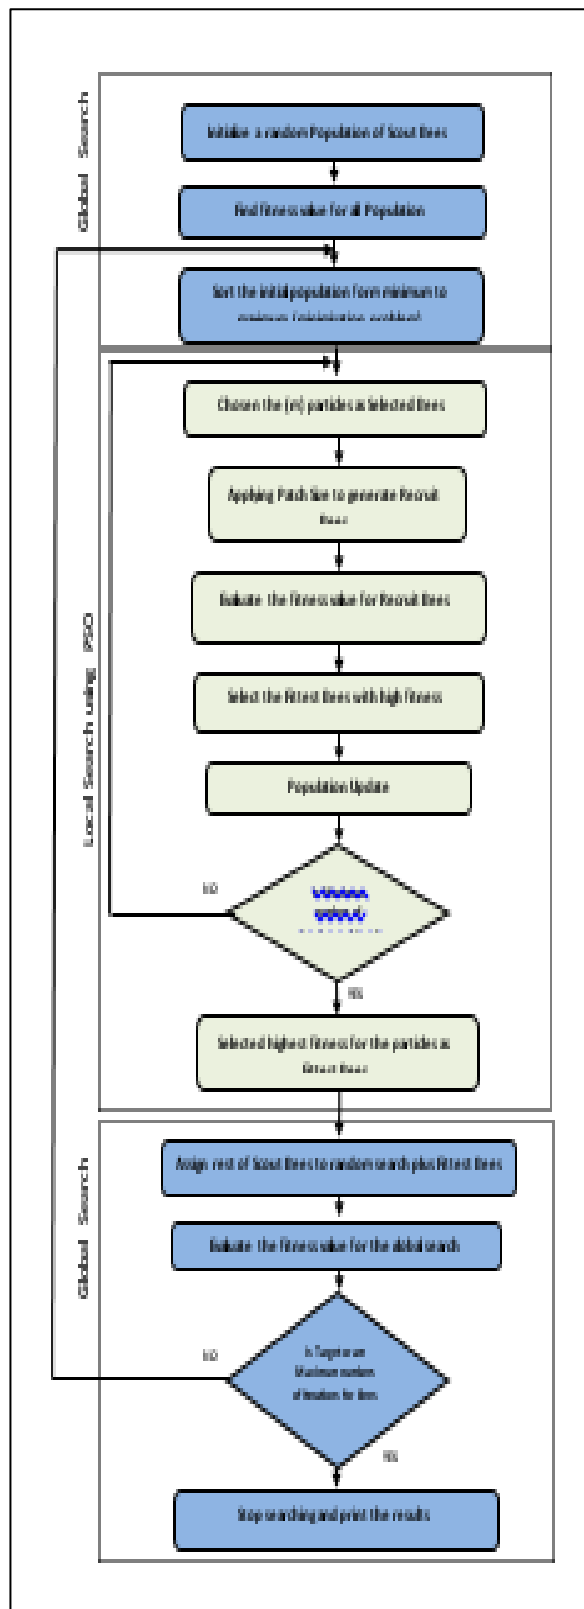 Global Search
Initialize a random Population of Scout Bees
Find Fitness value for all Population
Sort the initial population form minimum to
Local Search using PSO
Chosen the (m) particles as Selected Bees
Applying Patch Size to generate Recruit
Bees
Evaluate the Fitness value for Recruit Bees
Select the Fittest Bees with high Fitness
Population Update
NO
YES
Selected highest Fitness for the particles as
Fittest Bees
Global Search
Assign rest of Scout Bees to random search plus Fittest Bees
Evaluate the Fitness value for the global search
Is Target or
Maximum numbers
of Iterations for Bees
NO
YES
Stop searching and print the results